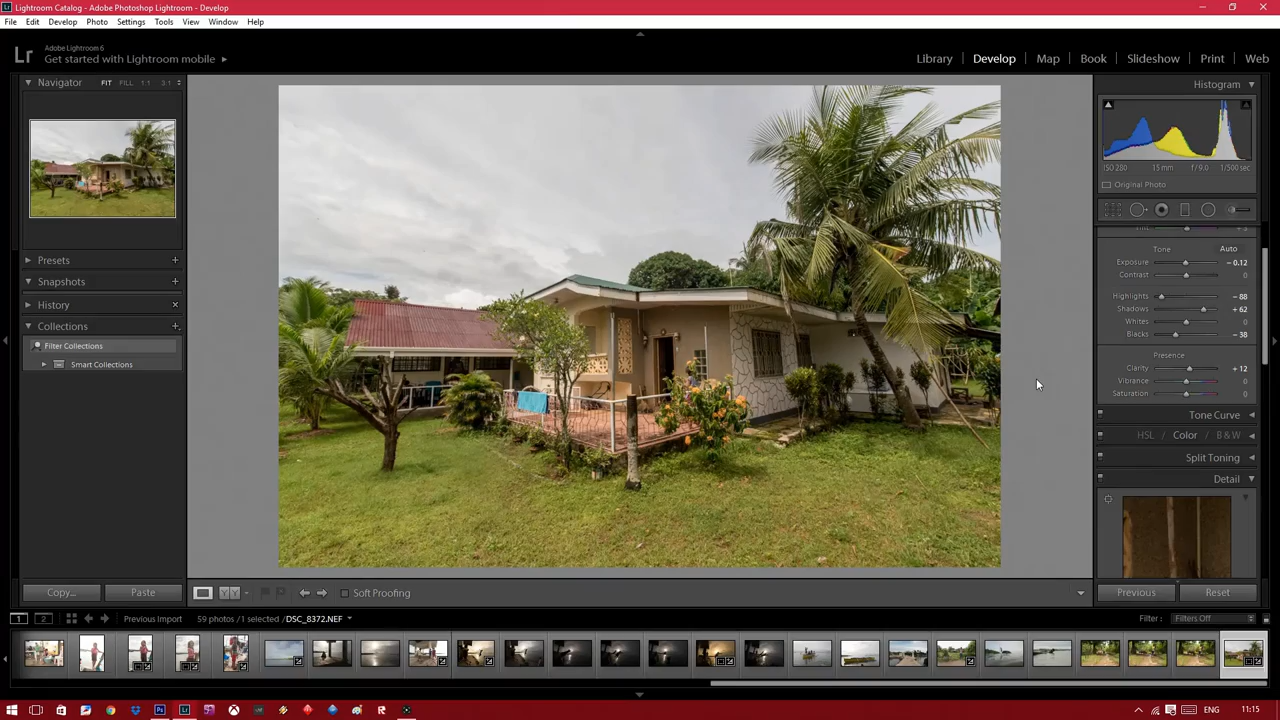 Lightroom Catalog - Adobe Photoshop Lightroom - Develop
File Edit Develop Photo Settings Tools View Window Help
Lr
Adobe Lightroom 6
Get started with Lightroom mobile
Library | Develop | Map | Book | Slideshow | Print | Web
Navigator FIT FILL 1:1 3:1
Histogram
ISO 280 15 mm f / 9.0 1/500 sec
Original Photo
Tone Auto
Exposure - 0.12
Contrast 0
Highlights - 88
Shadows + 62
Whites 0
Blacks - 38
Presence
Clarity + 12
Vibrance 0
Saturation 0
Tone Curve
HSL / Color / B & W
Split Toning
Detail
Presets +
Snapshots +
History ×
Collections +
Filter Collections
Smart Collections
Copy... Paste
Y Y
Soft Proofing
Previous Reset
1 2
Previous Import
59 photos / 1 selected / DSC_8372.NEF
Filter : Filters Off
ENG 11:15